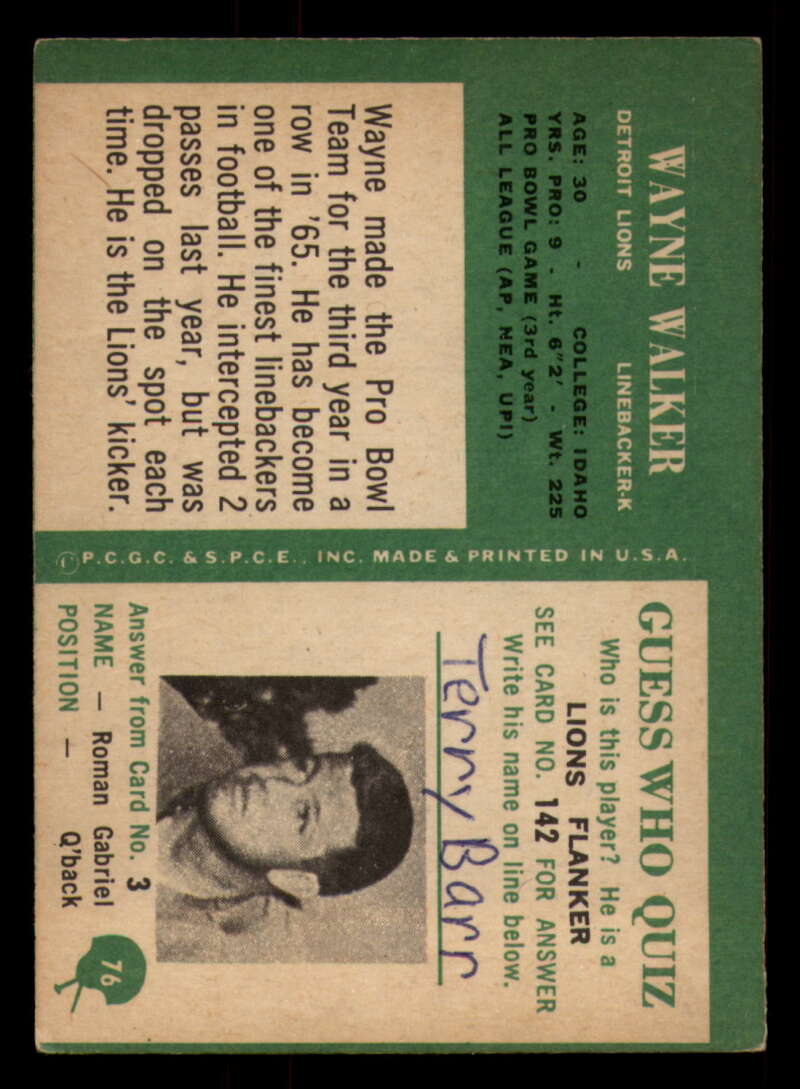 WAYNE WALKER
DETROIT LIONS LINEBACKER-K
AGE: 30 - COLLEGE: IDAHO
YRS. PRO: 9 - Ht. 6"2' - Wt. 225
PRO BOWL GAME (3rd year)
ALL LEAGUE (AP, NEA, UPI)
Wayne made the Pro Bowl
Team for the third year in a
row in '65. He has become
one of the finest linebackers
in football. He intercepted 2
passes last year, but was
dropped on the spot each
time. He is the Lions' kicker.
©P.C.G.C. & S.P.C.E., INC. MADE & PRINTED IN U.S.A.
GUESS WHO QUIZ
Who is this player? He is a
LIONS FLANKER
SEE CARD NO. 142 FOR ANSWER
Write his name on line below.
Terry Barr
Answer from Card No. 3
NAME — Roman Gabriel
POSITION — Q'back
76